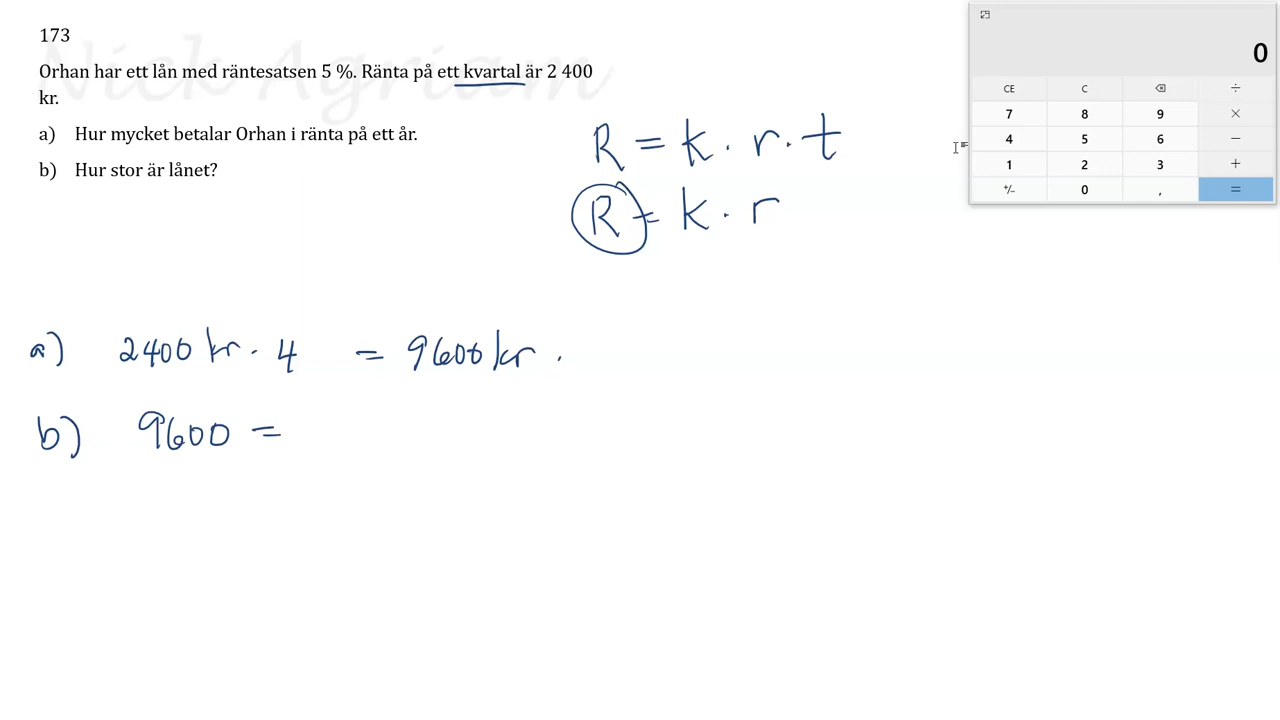 173
Nick Agriam
Orhan har ett lån med räntesatsen 5 %. Ränta på ett kvartal är 2 400
kr.
a) Hur mycket betalar Orhan i ränta på ett år.
b) Hur stor är lånet?
R = k · r · t
R = k · r
a) 2400 kr · 4 = 9600 kr .
b) 9600 =
0
CE C ⌫ ÷
7 8 9 ×
4 5 6 −
1 2 3 +
+/- 0 , =